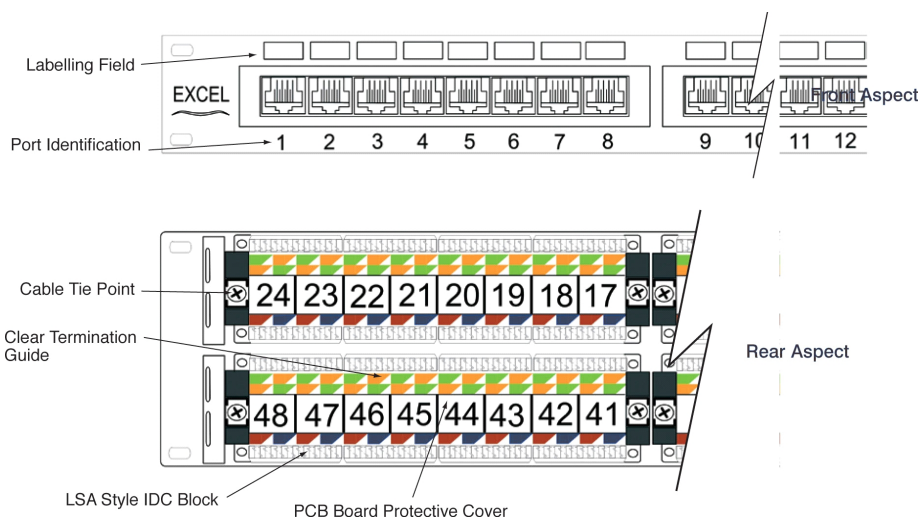 Labelling Field
EXCEL
Front Aspect
Port Identification
1 2 3 4 5 6 7 8 9 10 11 12
Cable Tie Point
24 23 22 21 20 19 18 17
Clear Termination
Guide
Rear Aspect
48 47 46 45 44 43 42 41
LSA Style IDC Block
PCB Board Protective Cover